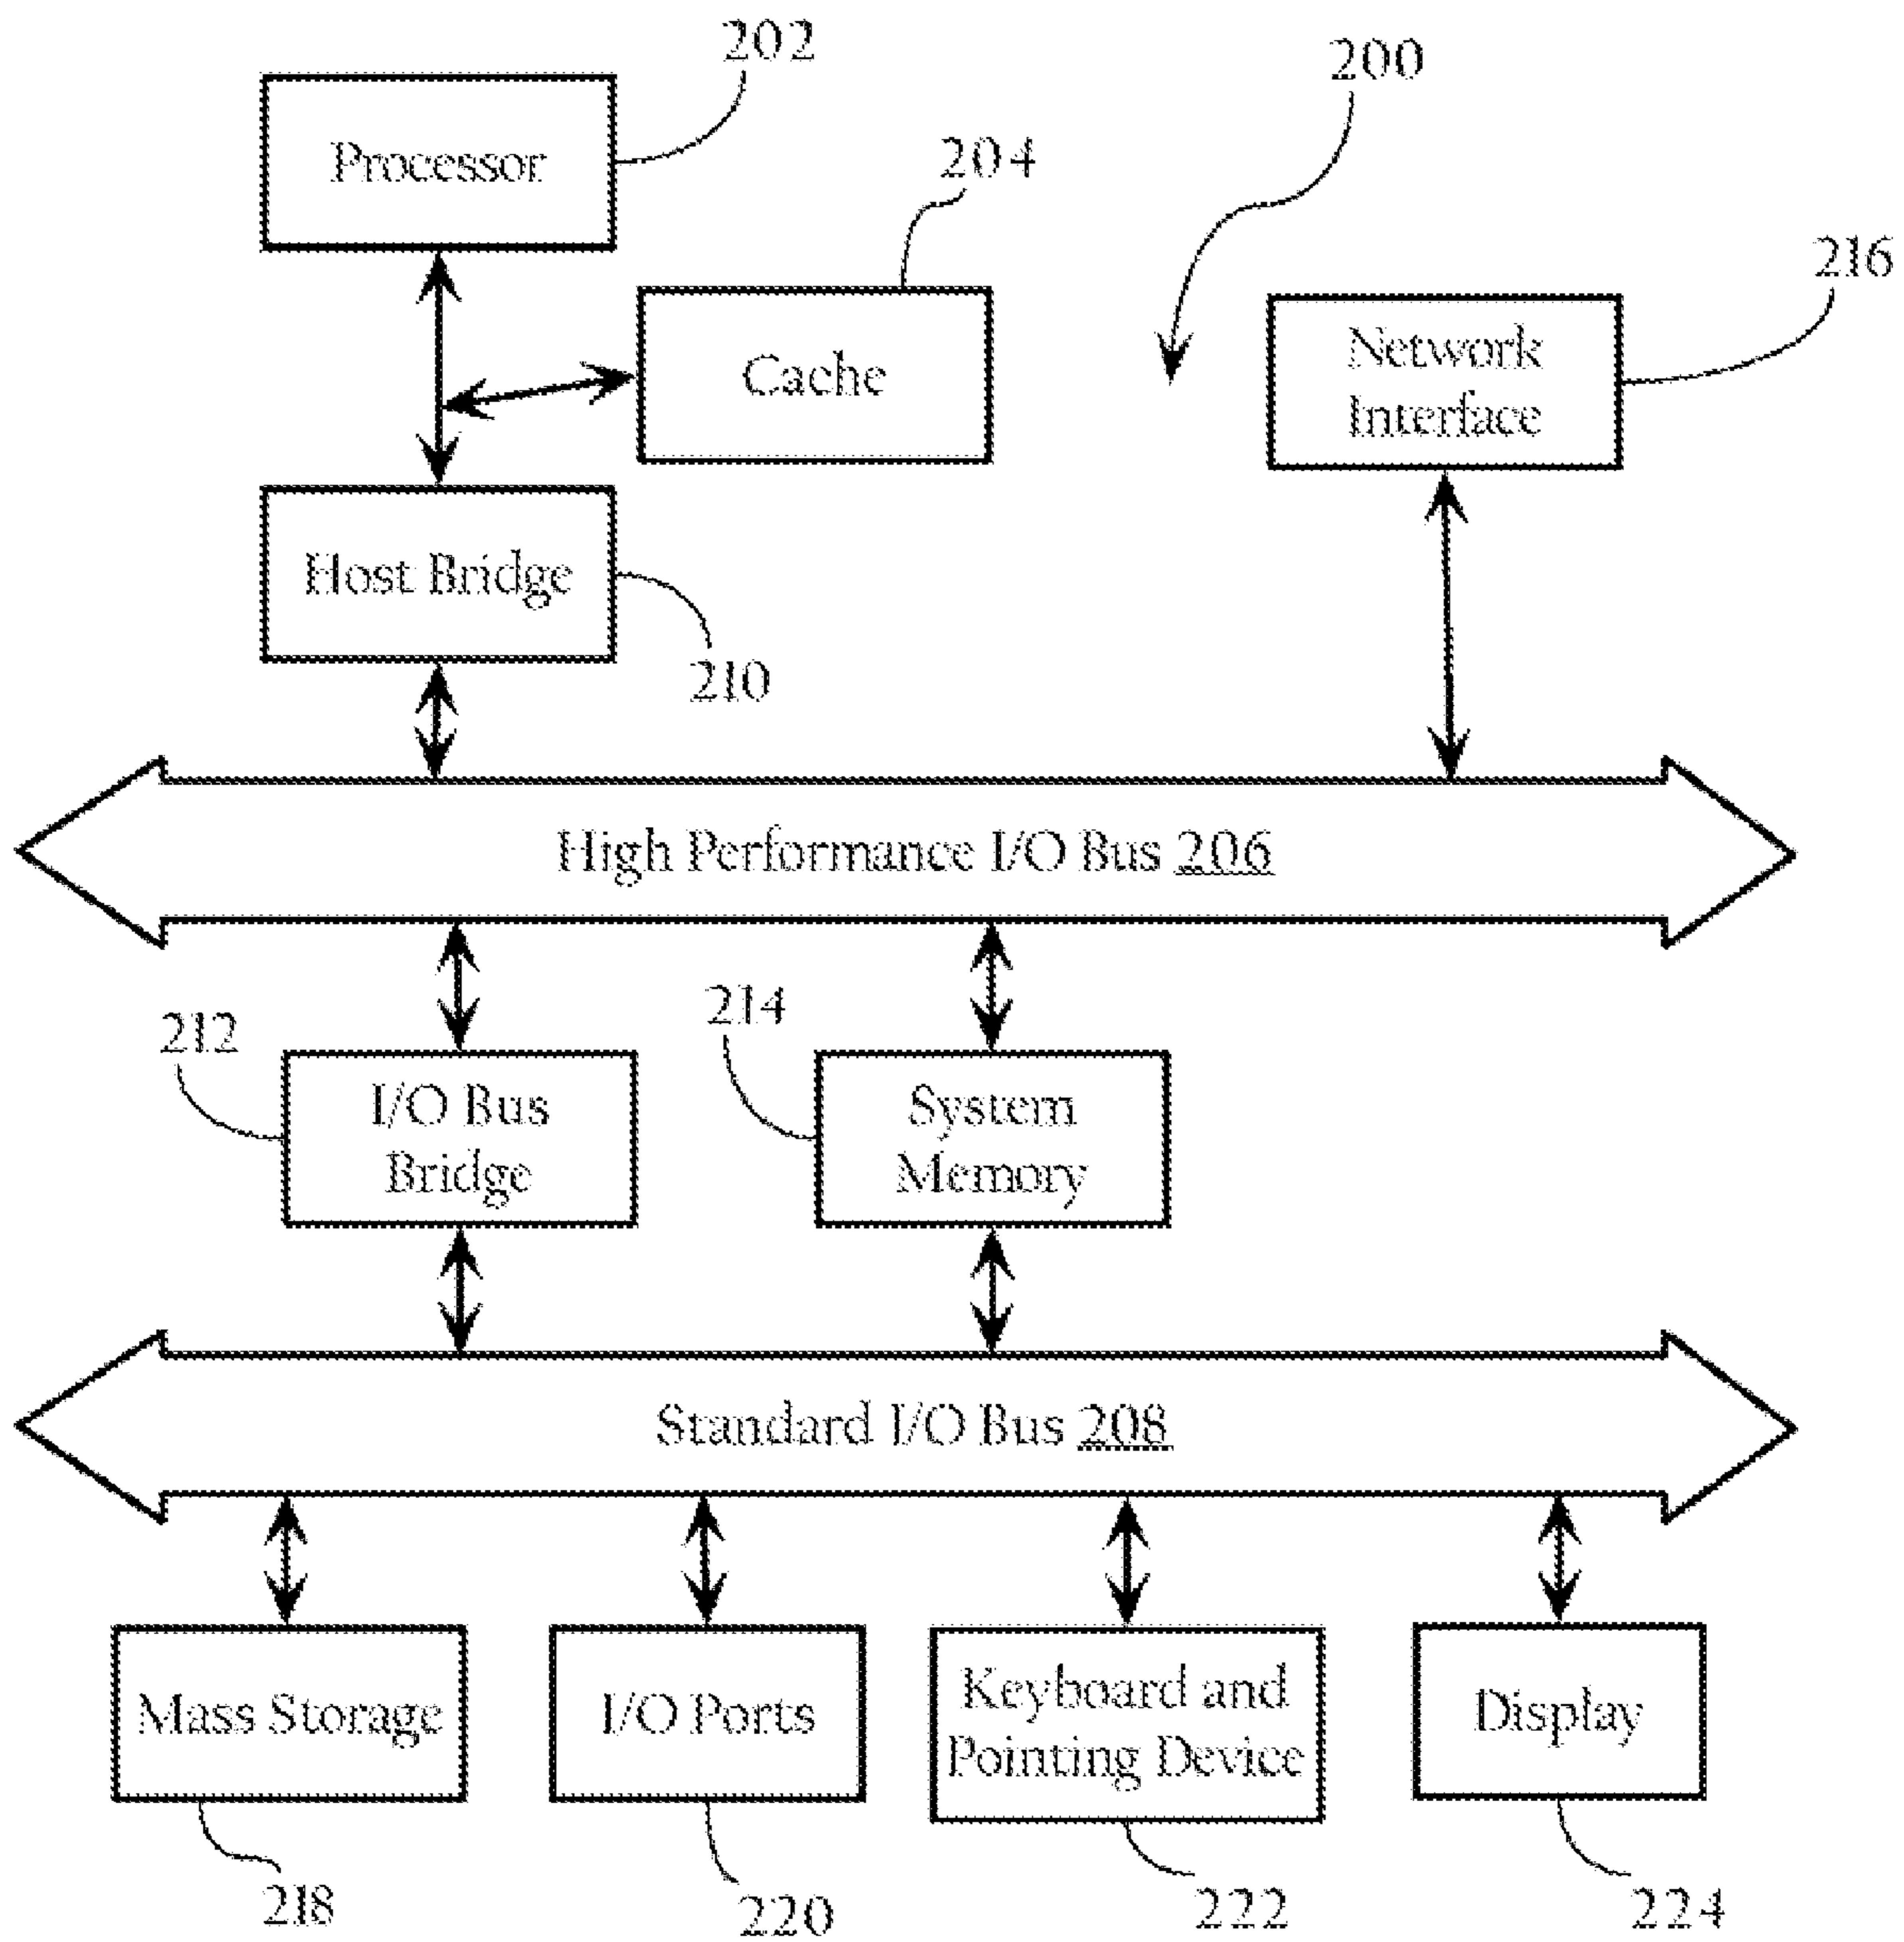 202
200
Processor
204
216
Cache
Network
Interface
Host Bridge
210
High Performance I/O Bus 206
212
214
I/O Bus
Bridge
System
Memory
Standard I/O Bus 208
Mass Storage
I/O Ports
Keyboard and
Pointing Device
Display
218
220
222
224